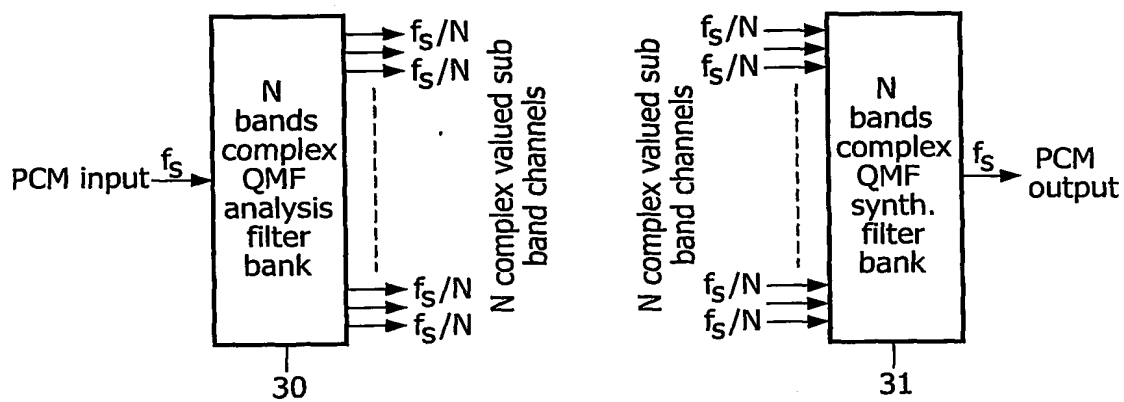 PCM input
fs
N
bands
complex
QMF
analysis
filter
bank
30
fs/N
fs/N
fs/N
fs/N
N complex valued sub
band channels
N complex valued sub
band channels
fs/N
fs/N
fs/N
fs/N
N
bands
complex
QMF
synth.
filter
bank
31
fs
PCM
output